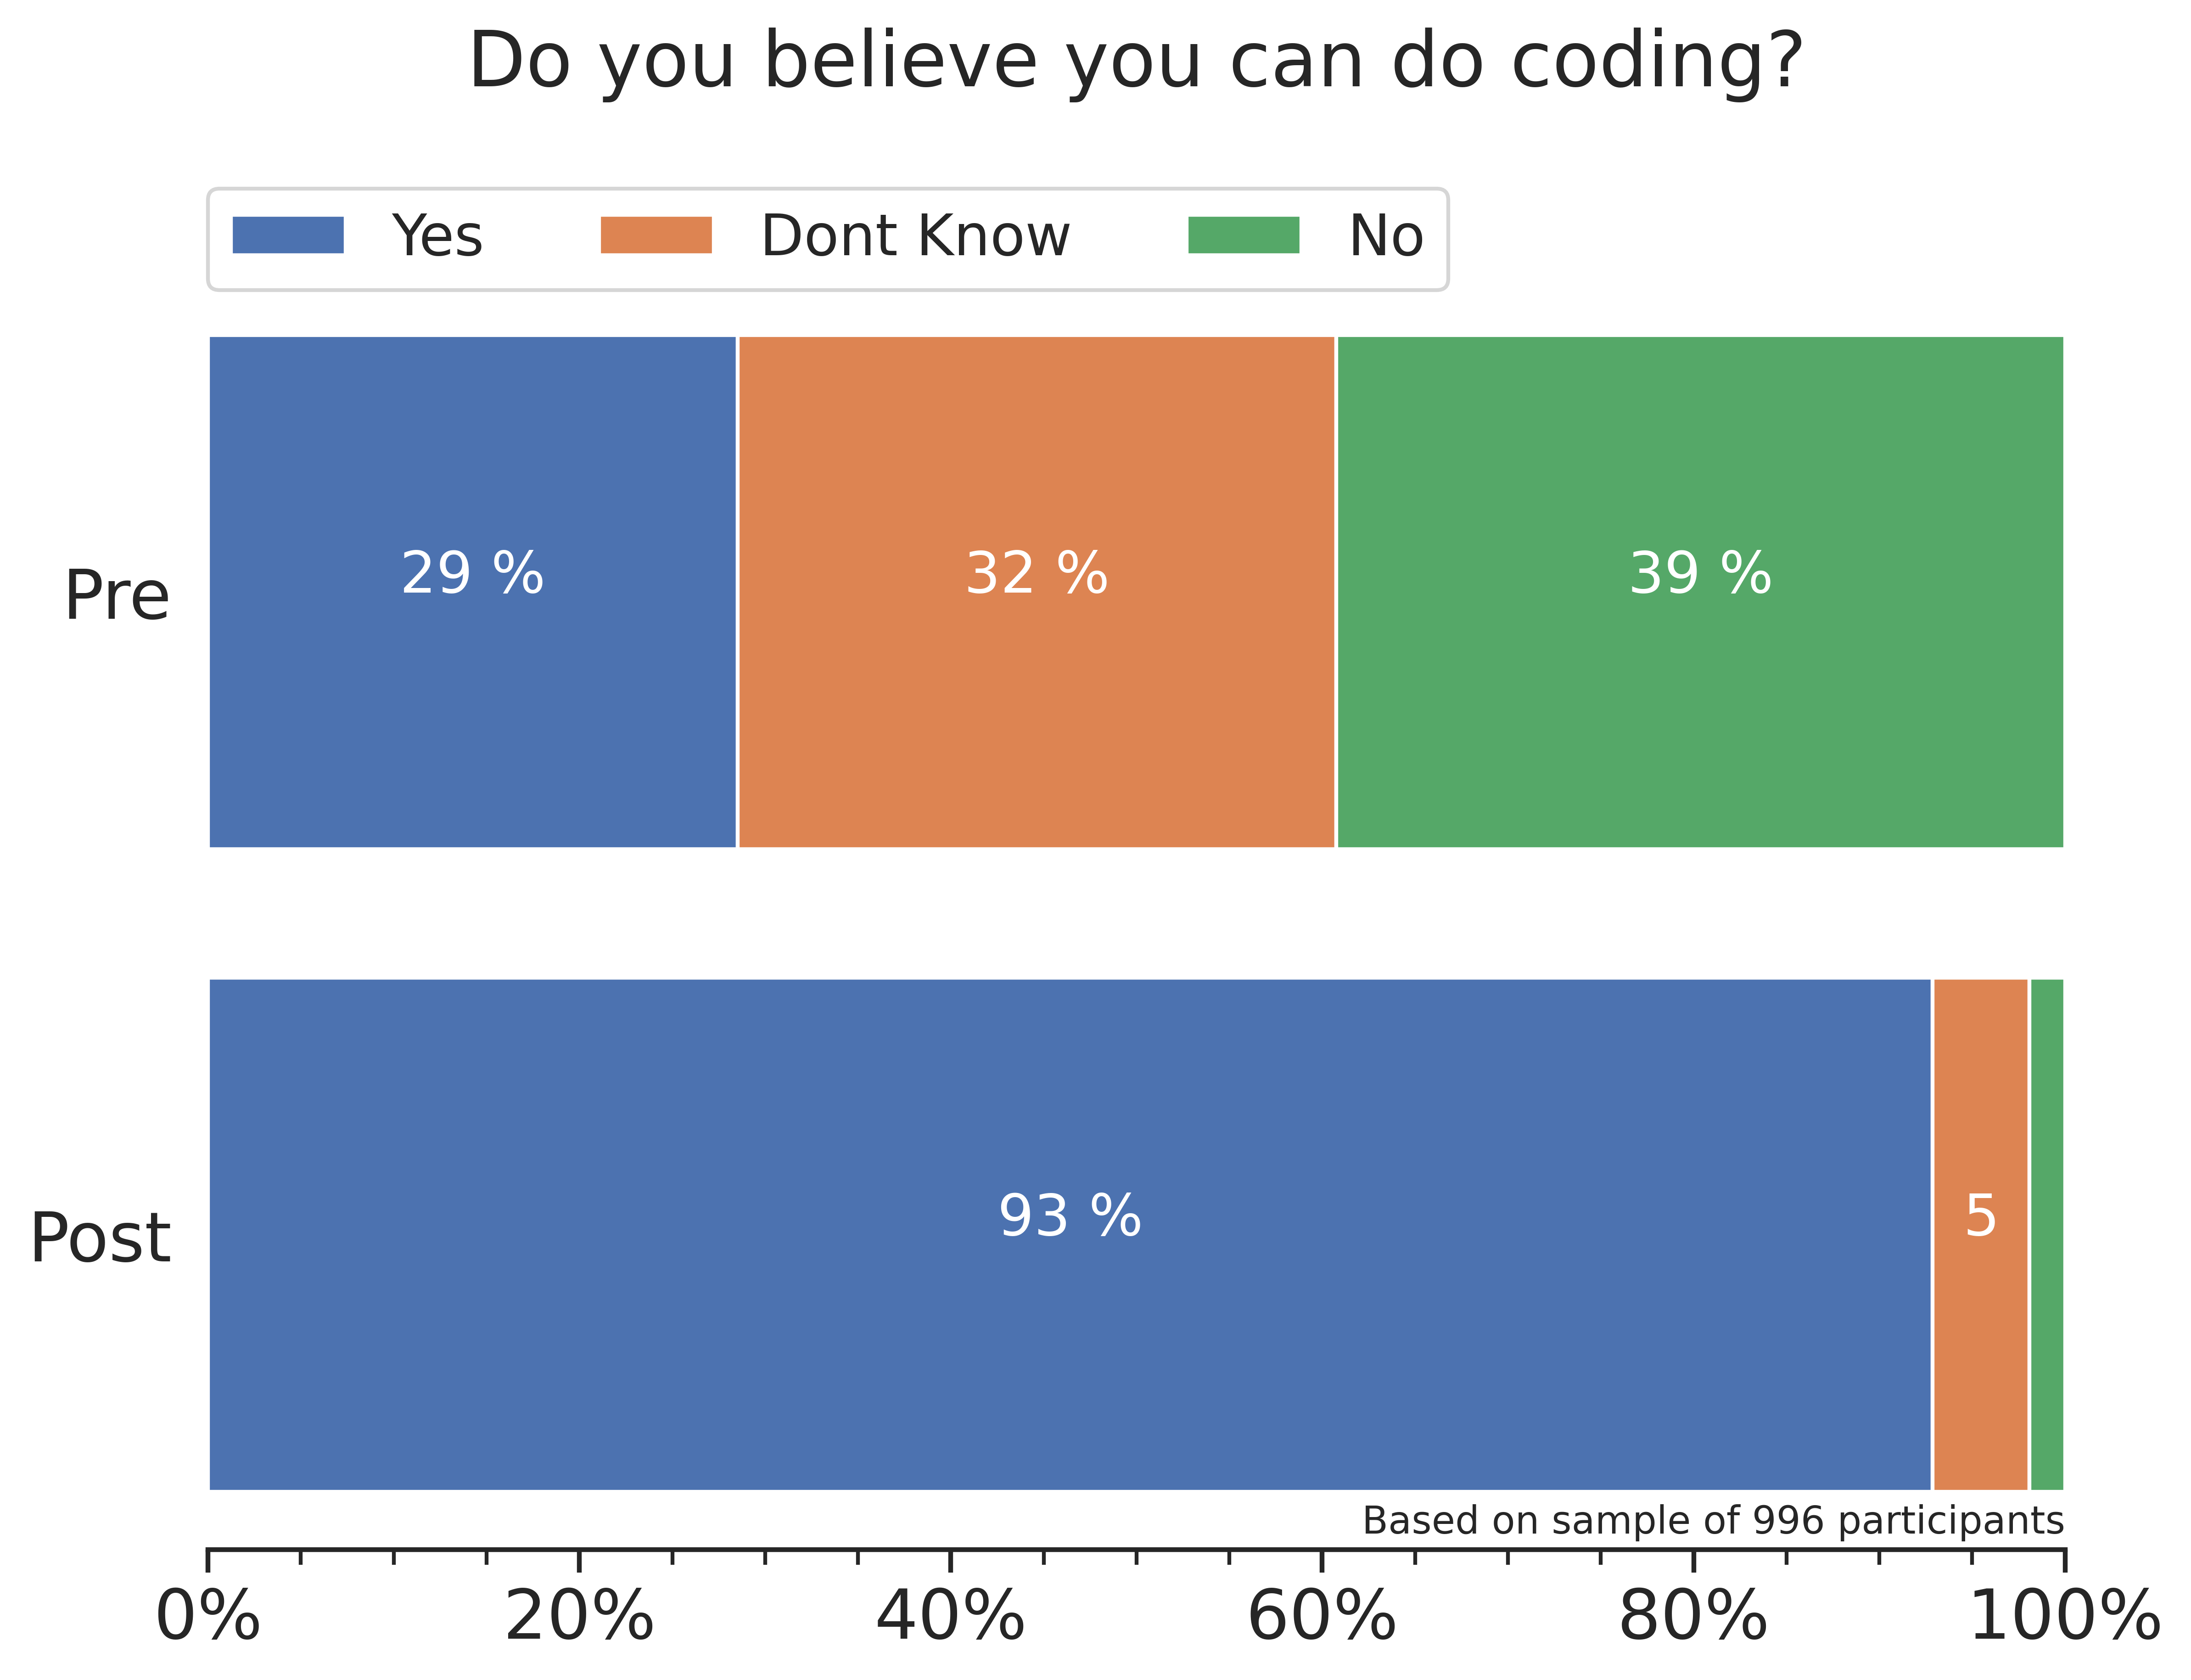 Do you believe you can do coding?
Yes Dont Know No
Pre 29 % 32 % 39 %
Post 93 % 5
Based on sample of 996 participants
0% 20% 40% 60% 80% 100%